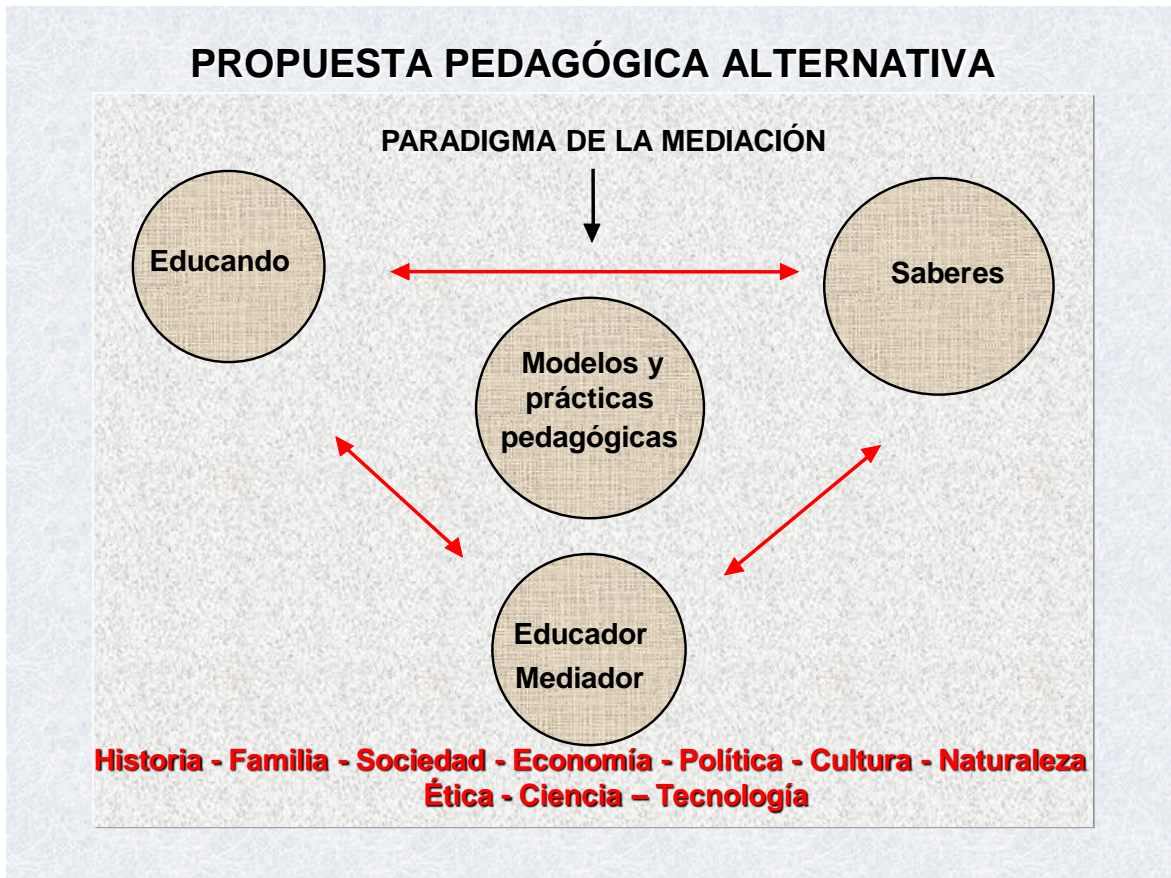 PROPUESTA PEDAGÓGICA ALTERNATIVA
PARADIGMA DE LA MEDIACIÓN
Educando
Saberes
Modelos y
prácticas
pedagógicas
Educador
Mediador
Historia - Familia - Sociedad - Economía - Política - Cultura - Naturaleza
Ética - Ciencia – Tecnología